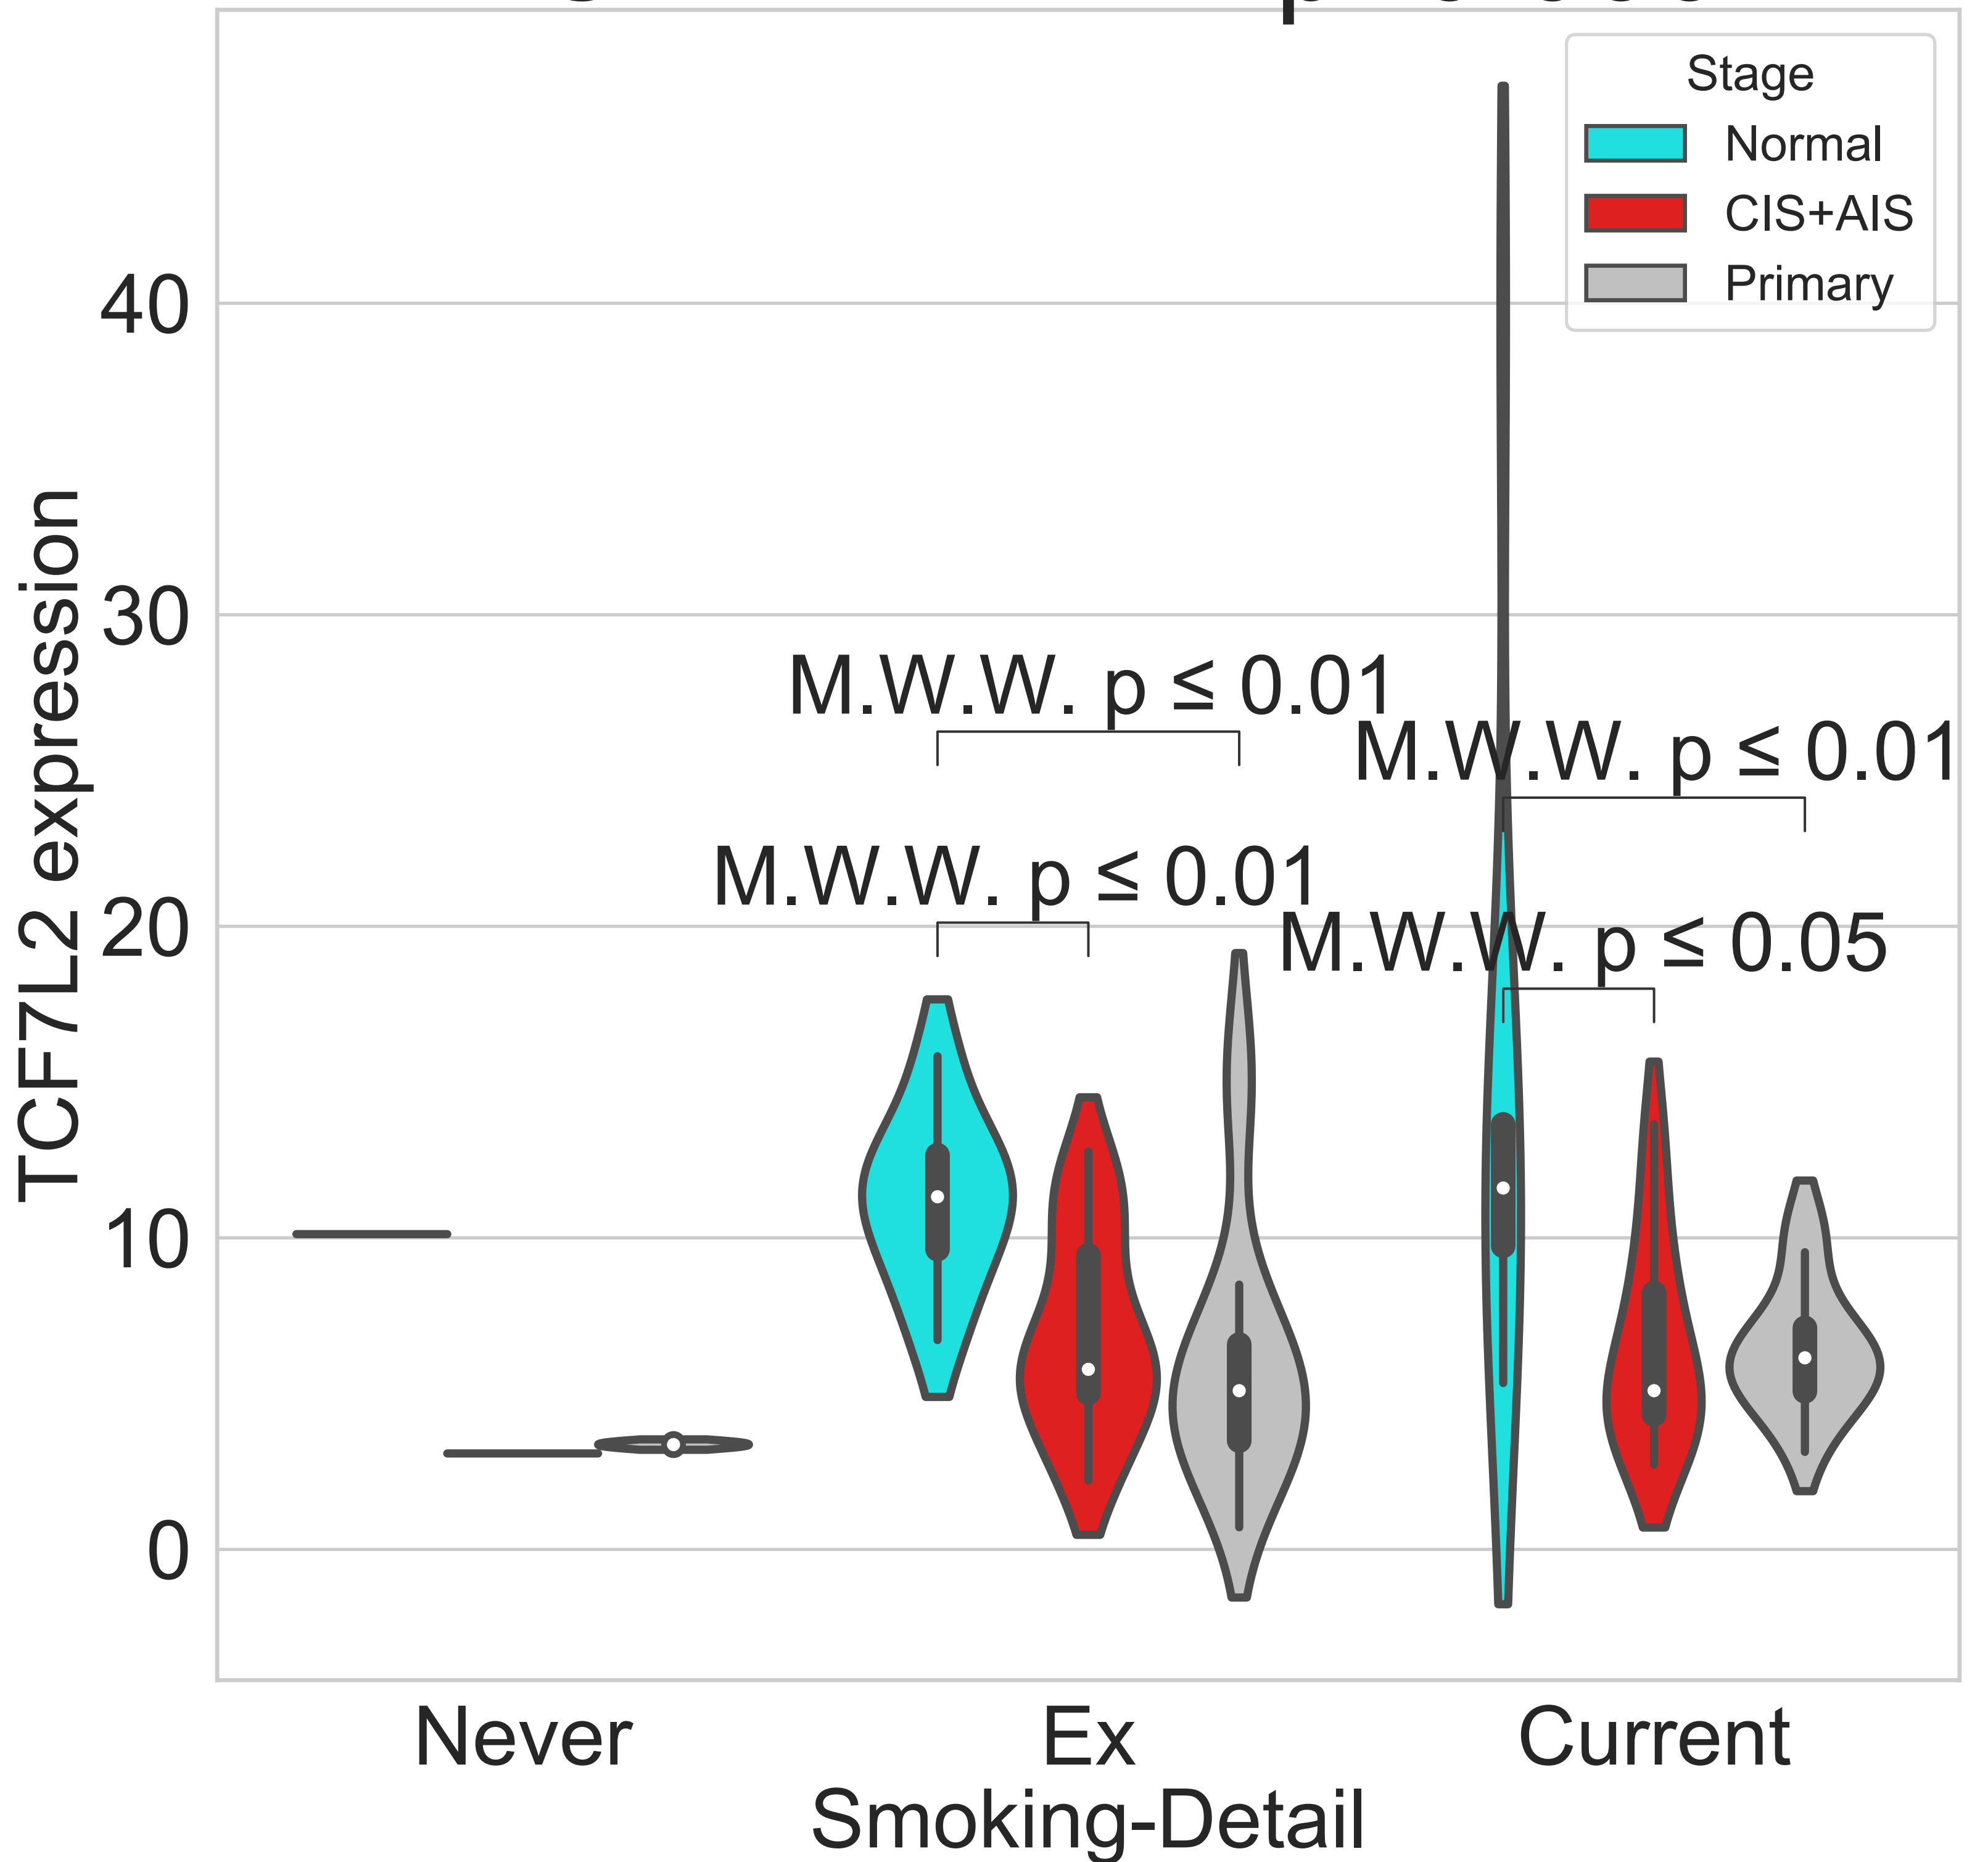 Stage
Normal
CIS+AIS
Primary
TCF7L2 expression
40
30
20
10
0
M.W.W. p ≤ 0.01
M.W.W. p ≤ 0.01
M.W.W. p ≤ 0.01
M.W.W. p ≤ 0.05
Never
Ex
Current
Smoking-Detail